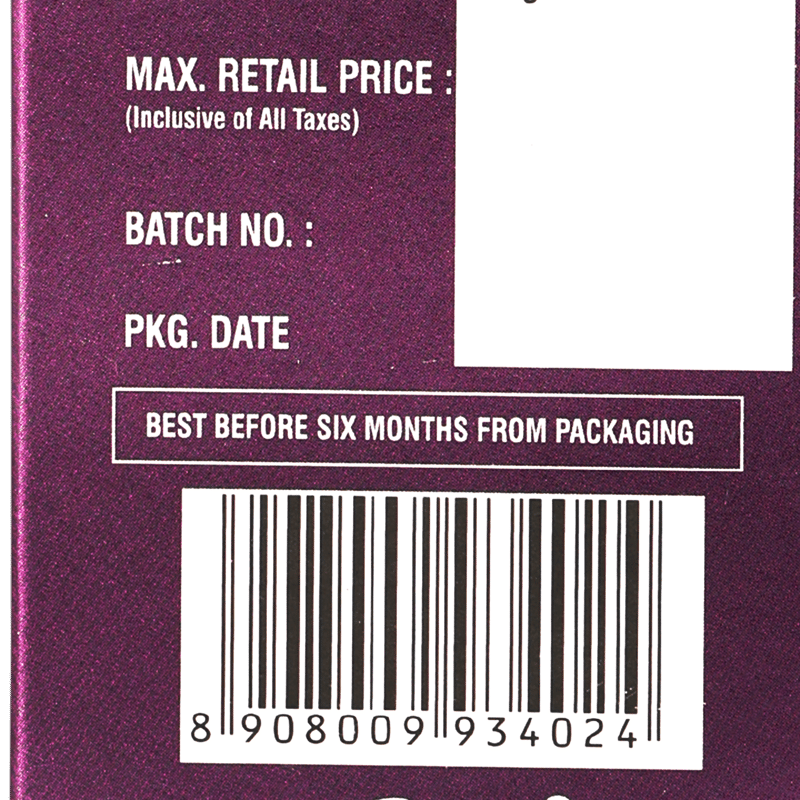 MAX. RETAIL PRICE :
(Inclusive of All Taxes)
BATCH NO. :
PKG. DATE
BEST BEFORE SIX MONTHS FROM PACKAGING
8 908009 934024